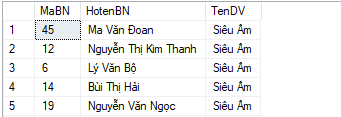 MaBN HotenBN TenDV
1 45 Ma Văn Đoan Siêu Âm
2 12 Nguyễn Thị Kim Thanh Siêu Âm
3 6 Lý Văn Bộ Siêu Âm
4 14 Bùi Thị Hải Siêu Âm
5 19 Nguyễn Văn Ngọc Siêu Âm